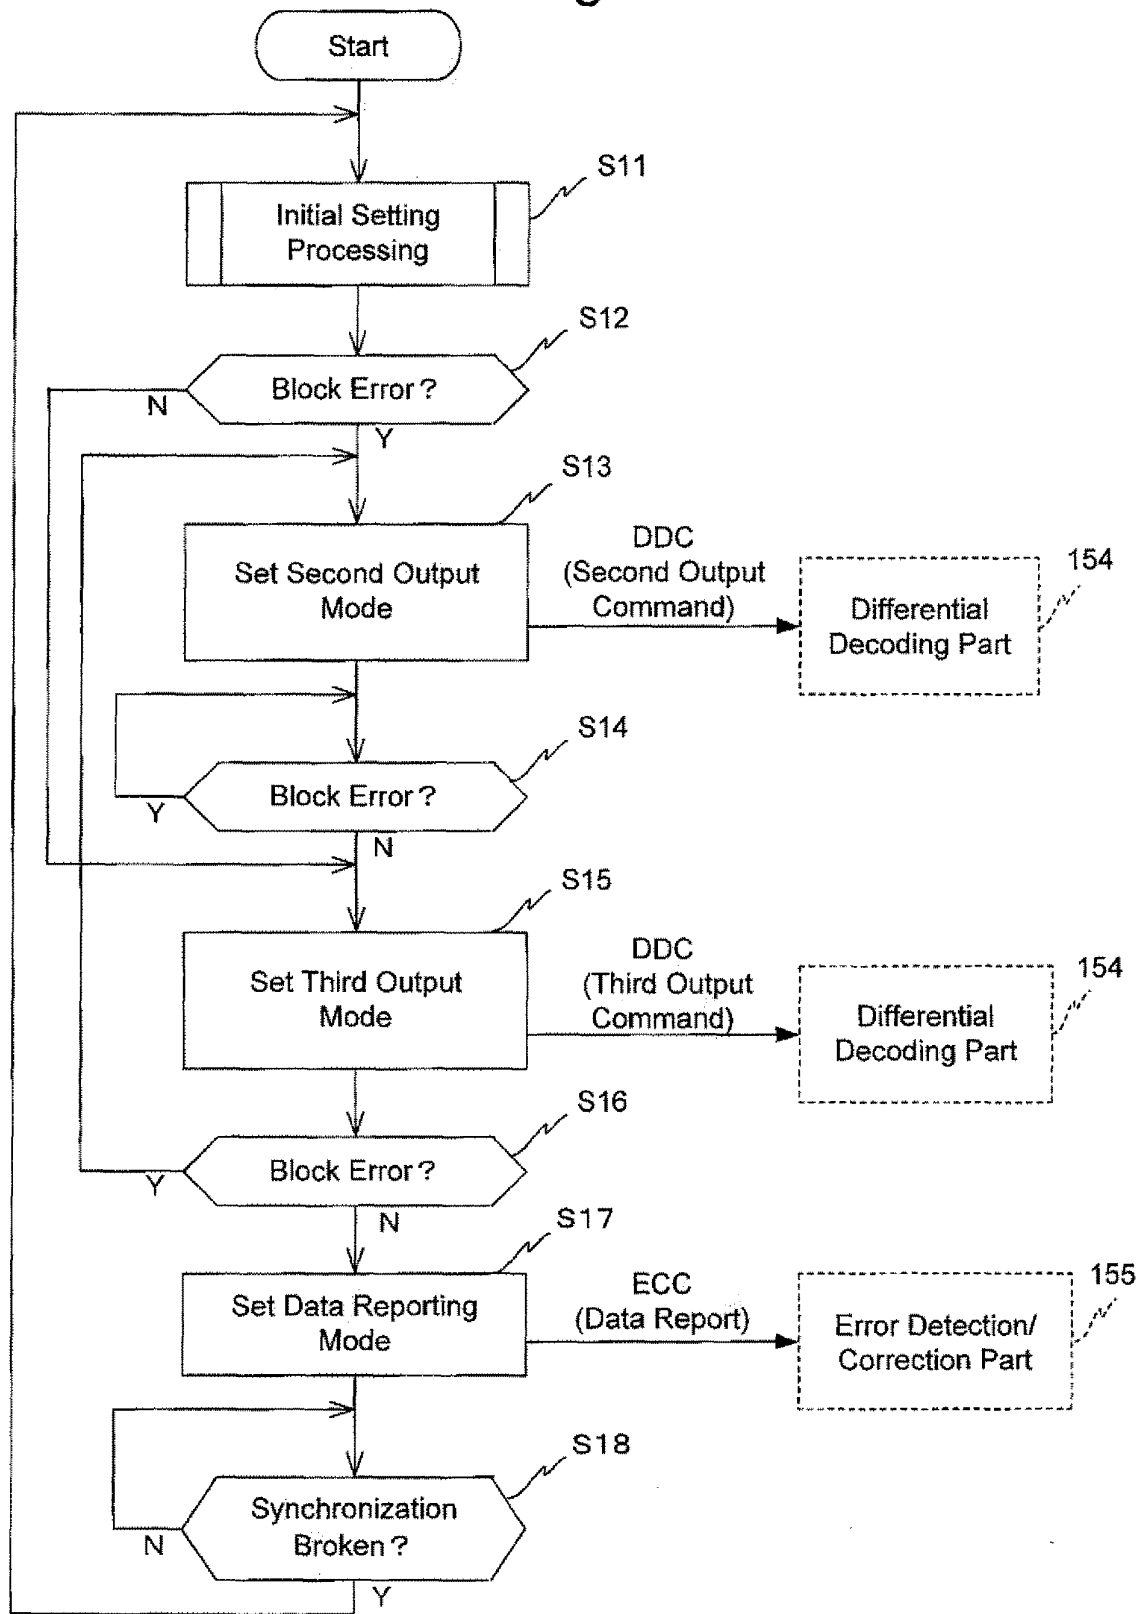 g
Start
S11
Initial Setting
Processing
S12
Block Error?
N
Y
S13
Set Second Output
Mode
DDC
(Second Output
Command)
154
Differential
Decoding Part
S14
Block Error?
Y
N
S15
Set Third Output
Mode
DDC
(Third Output
Command)
154
Differential
Decoding Part
S16
Block Error?
Y
N
S17
Set Data Reporting
Mode
ECC
(Data Report)
155
Error Detection/
Correction Part
S18
Synchronization
Broken?
N
Y